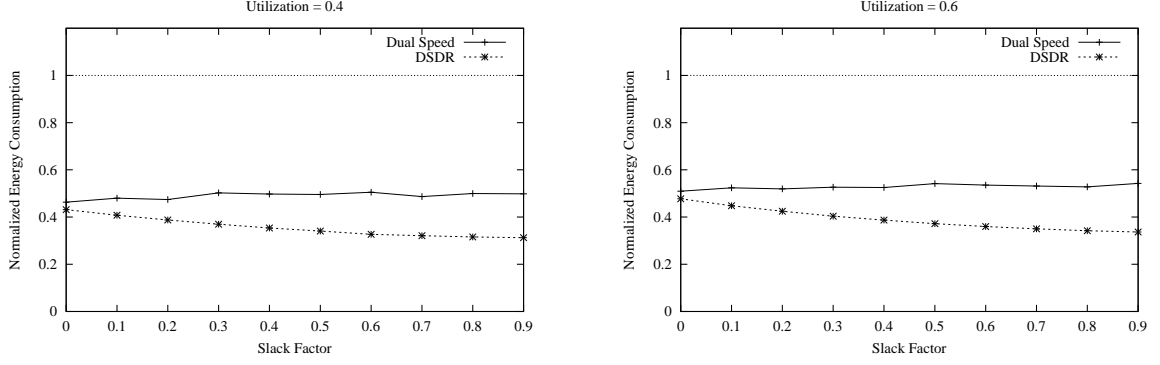 Utilization = 0.4
Normalized Energy Consumption
1
0.8
0.6
0.4
0.2
0
Dual Speed
DSDR
0 0.1 0.2 0.3 0.4 0.5 0.6 0.7 0.8 0.9
Slack Factor
Utilization = 0.6
Normalized Energy Consumption
1
0.8
0.6
0.4
0.2
0
Dual Speed
DSDR
0 0.1 0.2 0.3 0.4 0.5 0.6 0.7 0.8 0.9
Slack Factor